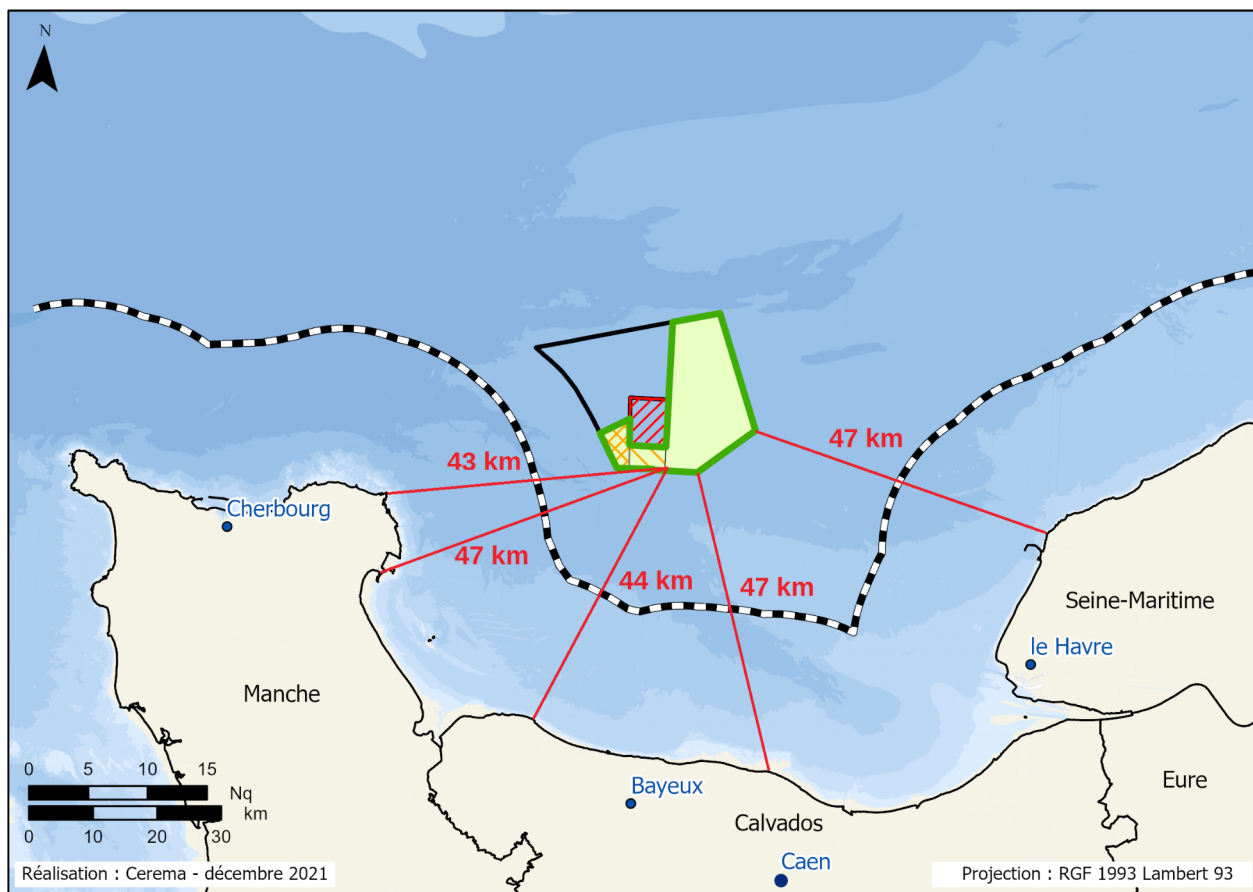 N
43 km
47 km
Cherbourg
47 km
44 km
47 km
Seine-Maritime
le Havre
Manche
0 5 10 15
Nq
km
0 10 20 30
Bayeux
Eure
Calvados
Caen
Réalisation : Cerema - décembre 2021
Projection : RGF 1993 Lambert 93